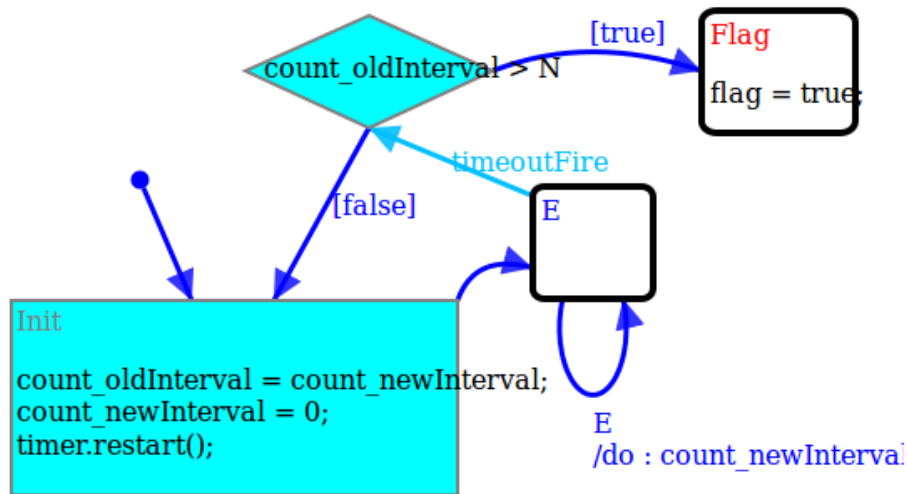 count_oldInterval > N
[true]
Flag
flag = true;
timeoutFire
[false]
E
Init
count_oldInterval = count_newInterval;
count_newInterval = 0;
timer.restart();
E
/do : count_newInterval